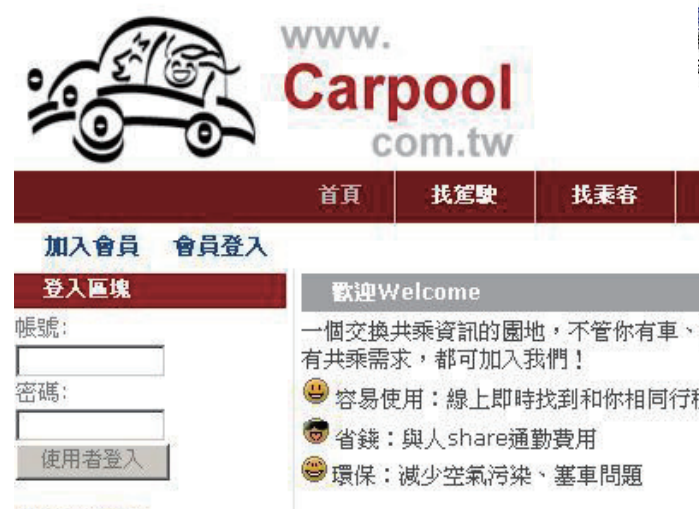 www.
Carpool
com.tw
首頁 找駕駛 找乘客
加入會員 會員登入
登入區塊
帳號:
密碼:
使用者登入
歡迎Welcome
一個交換共乘資訊的園地，不管你有車、
有共乘需求，都可加入我們！
容易使用：線上即時找到和你相同行程
省錢：與人share通勤費用
環保：減少空氣污染、塞車問題